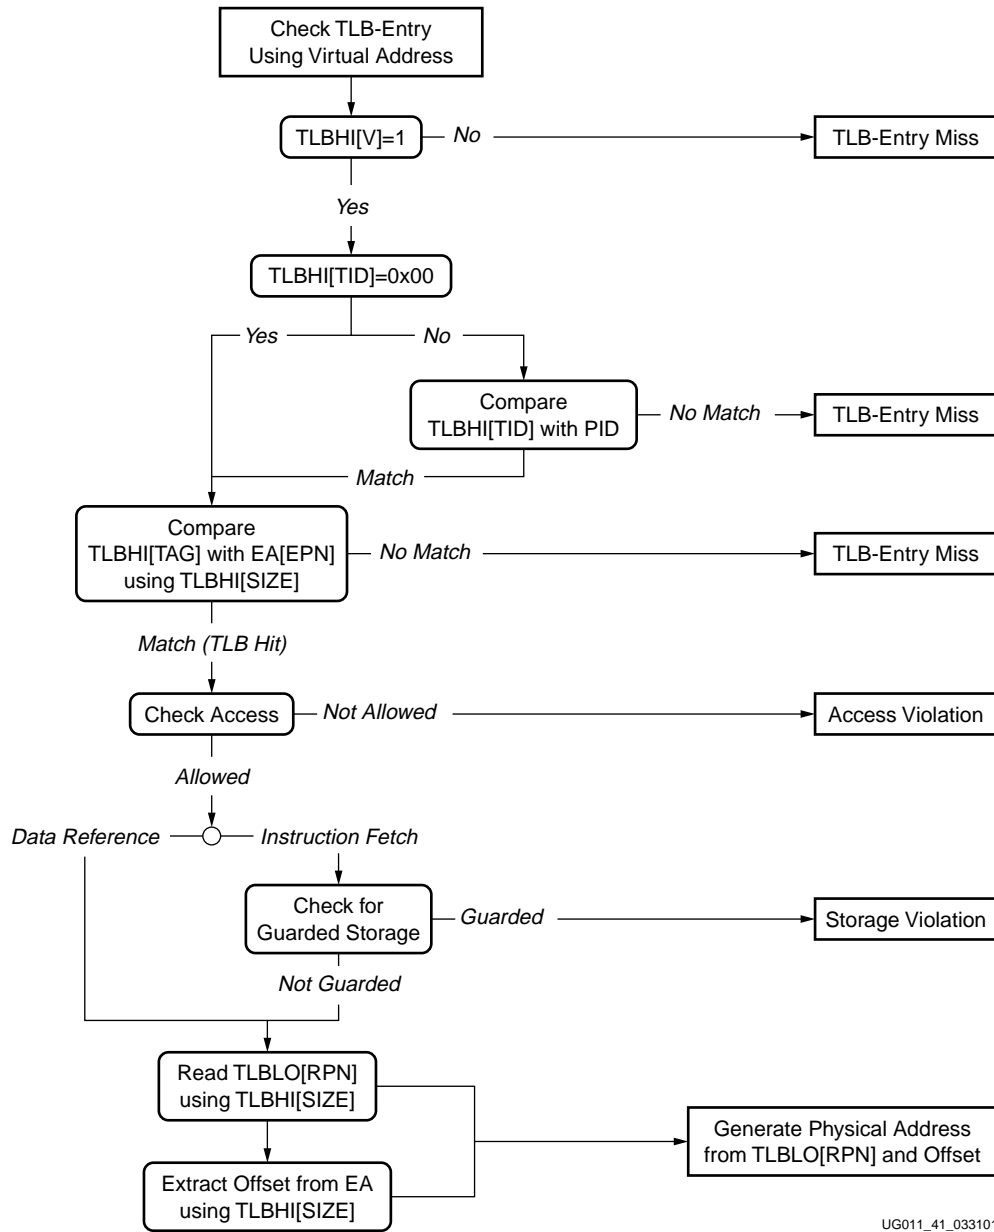 Check TLB-Entry
Using Virtual Address
TLBHI[V]=1
No
TLB-Entry Miss
Yes
TLBHI[TID]=0x00
Yes
No
Compare
TLBHI[TID] with PID
No Match
TLB-Entry Miss
Match
Compare
TLBHI[TAG] with EA[EPN]
using TLBHI[SIZE]
No Match
TLB-Entry Miss
Match (TLB Hit)
Check Access
Not Allowed
Access Violation
Allowed
Data Reference
Instruction Fetch
Check for
Guarded Storage
Guarded
Storage Violation
Not Guarded
Read TLBLO[RPN]
using TLBHI[SIZE]
Generate Physical Address
from TLBLO[RPN] and Offset
Extract Offset from EA
using TLBHI[SIZE]
UG011_41_033101